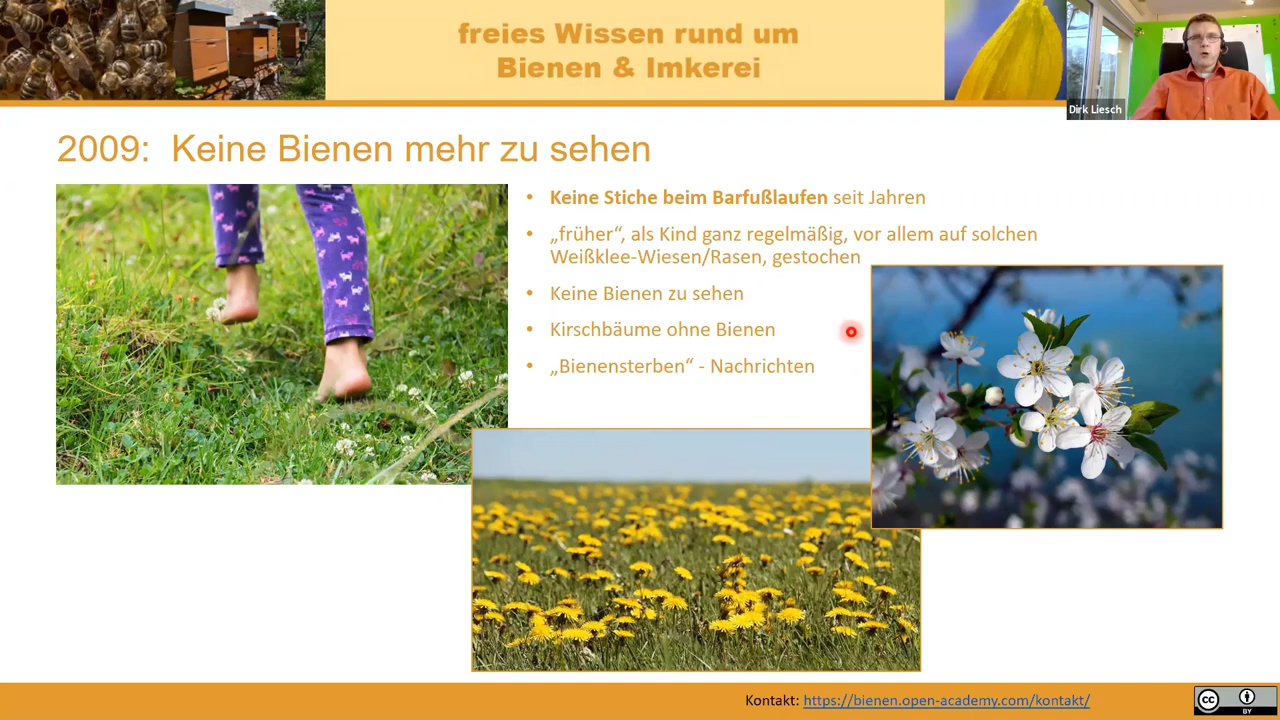 freies Wissen rund um
Bienen & Imkerei
Dirk Liesch
2009: Keine Bienen mehr zu sehen
• Keine Stiche beim Barfußlaufen seit Jahren
• „früher“, als Kind ganz regelmäßig, vor allem auf solchen
Weißklee-Wiesen/Rasen, gestochen
• Keine Bienen zu sehen
• Kirschbäume ohne Bienen
• „Bienensterben“ - Nachrichten
Kontakt: https://bienen.open-academy.com/kontakt/
cc
BY